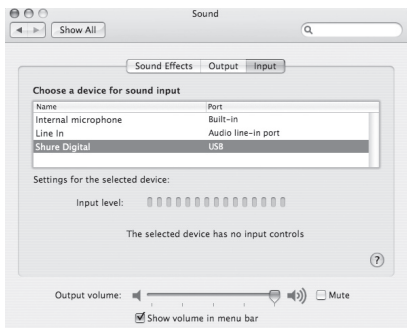 Sound
Show All
Sound Effects Output Input
Choose a device for sound input
Name Port
Internal microphone Built-in
Line In Audio line-in port
Shure Digital USB
Settings for the selected device:
Input level:
The selected device has no input controls
?
Output volume: Mute
Show volume in menu bar